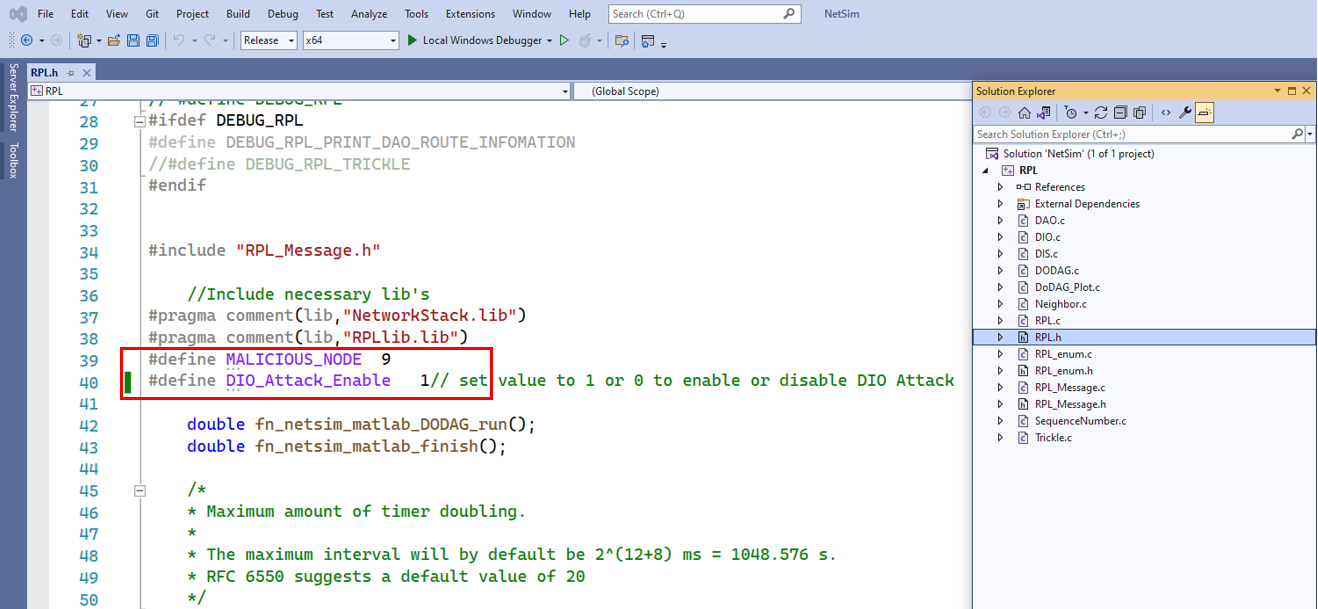 File Edit View Git Project Build Debug Test Analyze Tools Extensions Window Help Search (Ctrl+Q) NetSim
Release x64 Local Windows Debugger
Server Explorer
Toolbox
RPL.h
RPL (Global Scope)
27 // #define DEBUG_RPL
28 #ifdef DEBUG_RPL
29 #define DEBUG_RPL_PRINT_DAO_ROUTE_INFOMATION
30 //#define DEBUG_RPL_TRICKLE
31 #endif
32
33
34 #include "RPL_Message.h"
35
36 //Include necessary lib's
37 #pragma comment(lib,"NetworkStack.lib")
38 #pragma comment(lib,"RPLlib.lib")
39 #define MALICIOUS_NODE 9
40 #define DIO_Attack_Enable 1// set value to 1 or 0 to enable or disable DIO Attack
41
42 double fn_netsim_matlab_DODAG_run();
43 double fn_netsim_matlab_finish();
44
45 /*
46 * Maximum amount of timer doubling.
47 *
48 * The maximum interval will by default be 2^(12+8) ms = 1048.576 s.
49 * RFC 6550 suggests a default value of 20
50 */
Solution Explorer
Search Solution Explorer (Ctrl+;)
Solution 'NetSim' (1 of 1 project)
RPL
References
External Dependencies
DAO.c
DIO.c
DIS.c
DODAG.c
DoDAG_Plot.c
Neighbor.c
RPL.c
RPL.h
RPL_enum.c
RPL_enum.h
RPL_Message.c
RPL_Message.h
SequenceNumber.c
Trickle.c